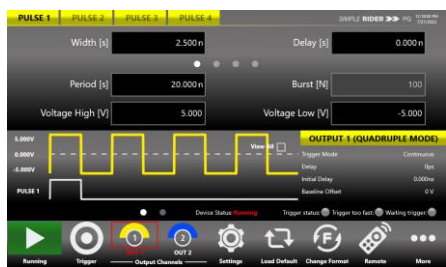 PULSE 1 PULSE 2 PULSE 3 PULSE 4 SIMPLE RIDER PG
Width [s] 2.500 n Delay [s] 0.000 n
Period [s] 20.000 n Burst [N] 100
Voltage High [V] 5.000 Voltage Low [V] -5.000
5.000V View All OUTPUT 1 (QUADRUPLE MODE)
0.000V Trigger Mode Continuous
-5.000V Delay 0ps
Initial Delay 0.000ns
PULSE 1 Baseline Offset 0 V
Device Status: Running Trigger status: Trigger too fast: Waiting trigger:
1 2 F
OUT 2
Running Trigger Output Channels Settings Load Default Change Format Remote More